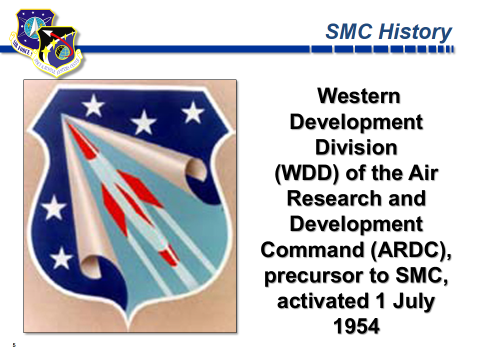 SMC History
Western
Development
Division
(WDD) of the Air
Research and
Development
Command (ARDC),
precursor to SMC,
activated 1 July
1954
5